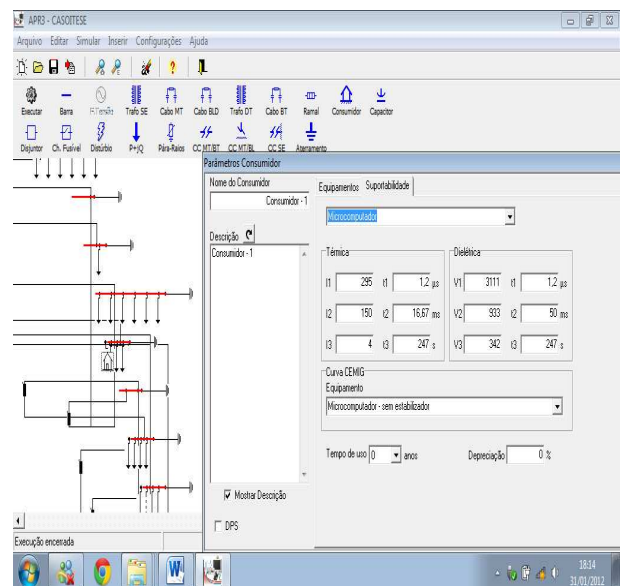 APR3 - CASOITESE
Arquivo Editar Simular Inserir Configurações Ajuda
Executar Barra F.Tensão Trafo SE Cabo MT Cabo BLD Trafo DT Cabo BT Ramal Consumidor Capacitor
Disjuntor Ch. Fusível Distúrbio P+jQ Pára-Raios CC MT/BT CC MT/BL CC SE Aterramento
Parâmetros Consumidor
Nome do Consumidor
Consumidor - 1
Descrição
Consumidor - 1
Mostrar Descrição
DPS
Equipamentos Suportabilidade
Microcomputador
Térmica
I1 295 t1 1,2 µs
I2 150 t2 16,67 ms
I3 4 t3 247 s
Dielétrica
V1 3111 t1 1,2 µs
V2 933 t2 50 ms
V3 342 t3 247 s
Curva CEMIG
Equipamento
Microcomputador - sem estabilizador
Tempo de uso 0 anos Depreciação 0 %
Execução encerrada
18:14
31/01/2012